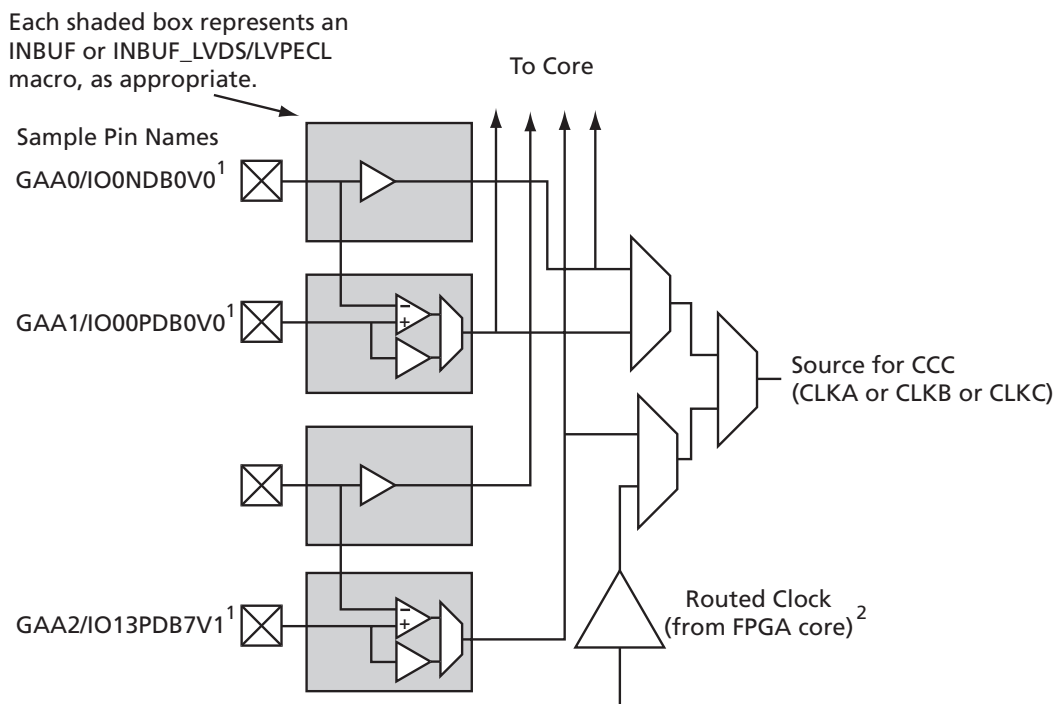 Each shaded box represents an
INBUF or INBUF_LVDS/LVPECL
macro, as appropriate.
To Core
Sample Pin Names
GAA0/IO0NDB0V0¹
− +
GAA1/IO00PDB0V0¹
Source for CCC
(CLKA or CLKB or CLKC)
− +
GAA2/IO13PDB7V1¹
Routed Clock
(from FPGA core)²